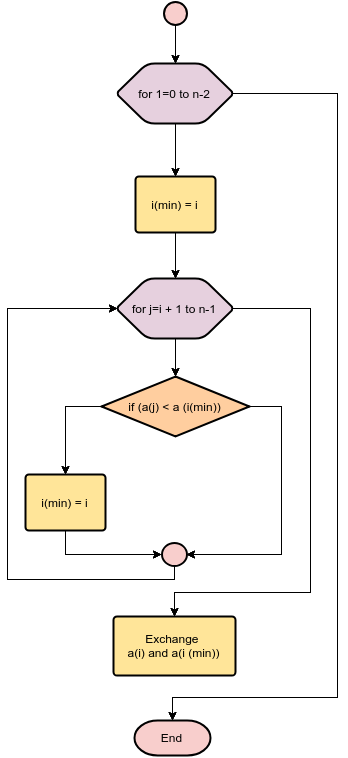 for 1=0 to n-2
i(min) = i
for j=i + 1 to n-1
if (a(j) < a (i(min))
i(min) = i
Exchange
a(i) and a(i (min))
End